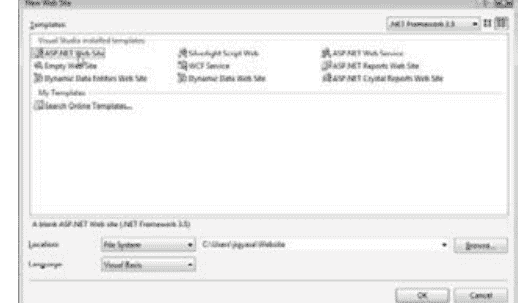 New Web Site
Templates:
.NET Framework 3.5
Visual Studio installed templates
ASP.NET Web Site
Silverlight Script Web
ASP.NET Web Service
Empty Web Site
WCF Service
ASP.NET Reports Web Site
Dynamic Data Entities Web Site
Dynamic Data Web Site
ASP.NET Crystal Reports Web Site
My Templates
Search Online Templates...
A blank ASP.NET Web site (.NET Framework 3.5)
Location:
File System
Browse...
Language:
Visual Basic
OK
Cancel